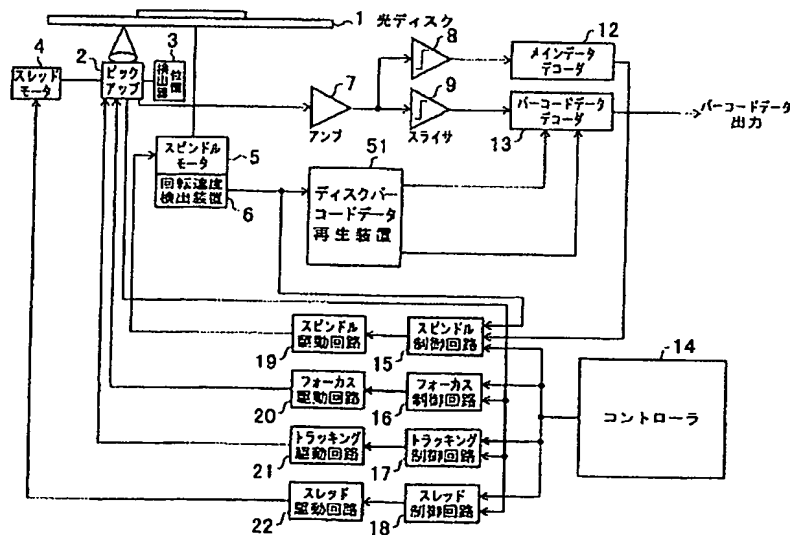 1 光ディスク
2
ピック
アップ
3
位置
検出器
4
スレッド
モータ
5
スピンドル
モータ
6
回転速度
検出装置
7
アンプ
8
9
スライサ
12
メインデータ
デコーダ
13
バーコードデータ
デコーダ
バーコードデータ
出力
51
ディスクバー
コードデータ
再生装置
19
スピンドル
駆動回路
15
スピンドル
制御回路
14
コントローラ
20
フォーカス
駆動回路
16
フォーカス
制御回路
21
トラッキング
駆動回路
17
トラッキング
制御回路
22
スレッド
駆動回路
18
スレッド
制御回路